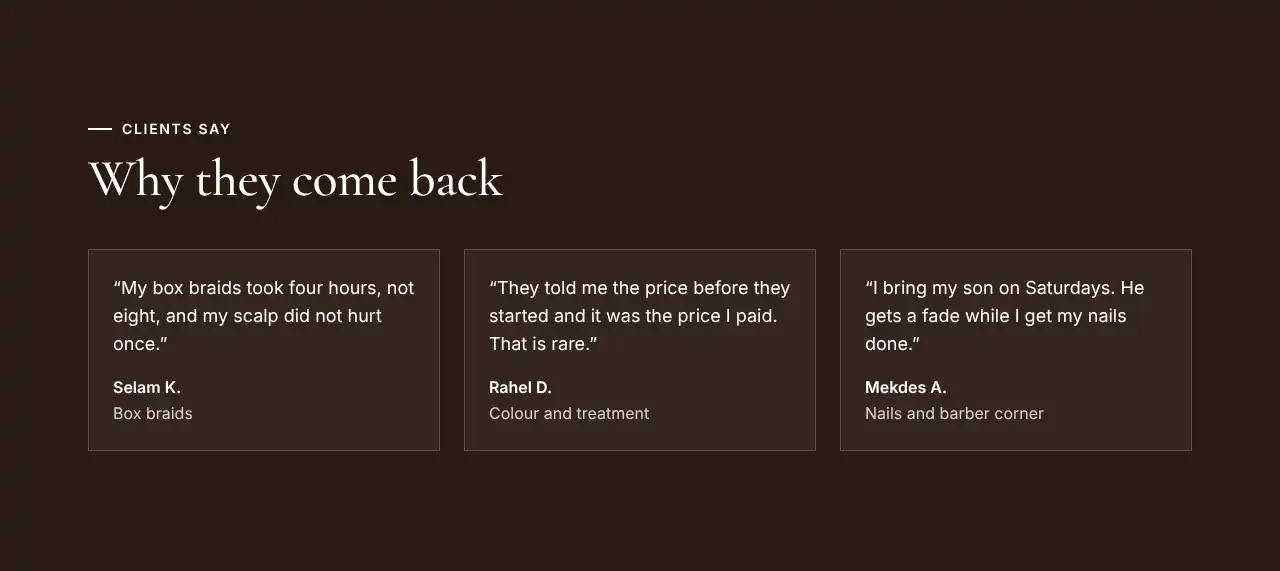 CLIENTS SAY
Why they come back
“My box braids took four hours, not
eight, and my scalp did not hurt
once.”
Selam K.
Box braids
“They told me the price before they
started and it was the price I paid.
That is rare.”
Rahel D.
Colour and treatment
“I bring my son on Saturdays. He
gets a fade while I get my nails
done.”
Mekdes A.
Nails and barber corner